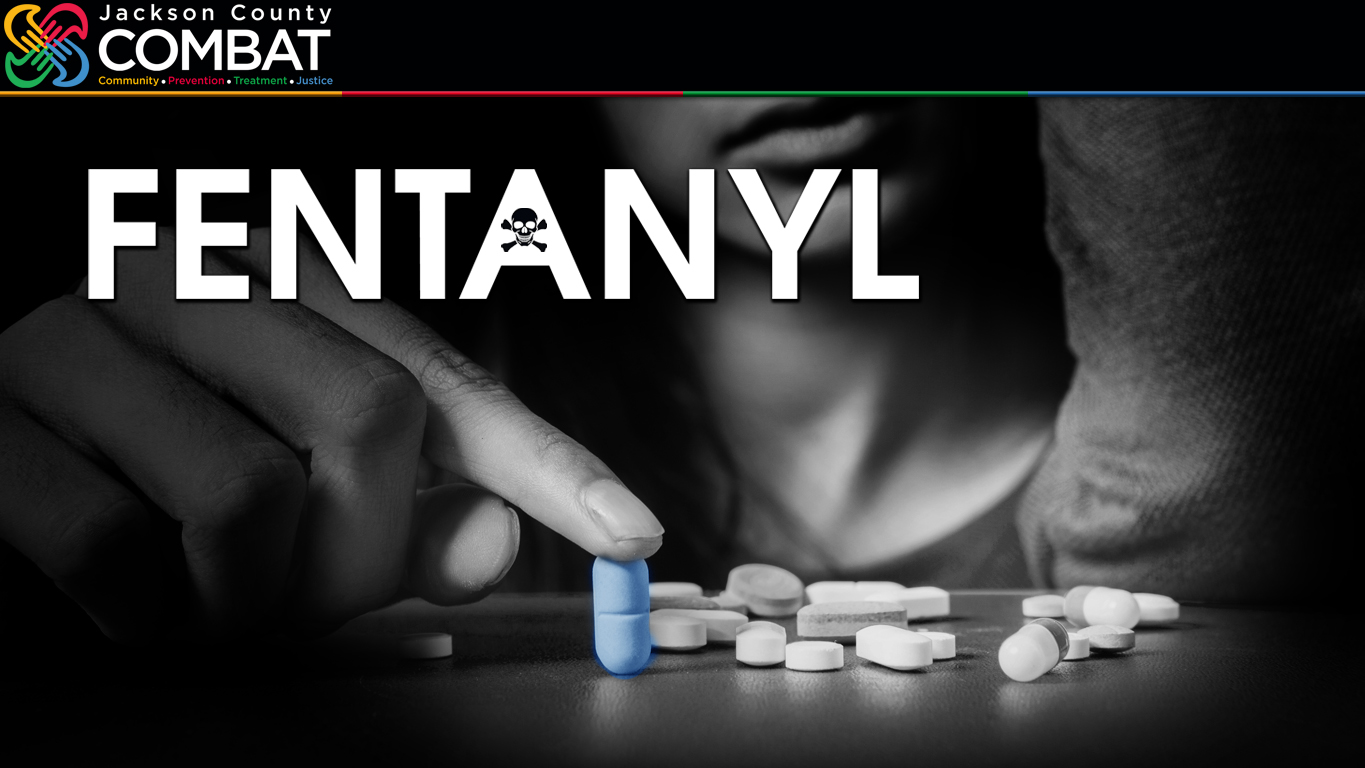 Jackson County
COMBAT
Community • Prevention • Treatment • Justice
FENTANYL